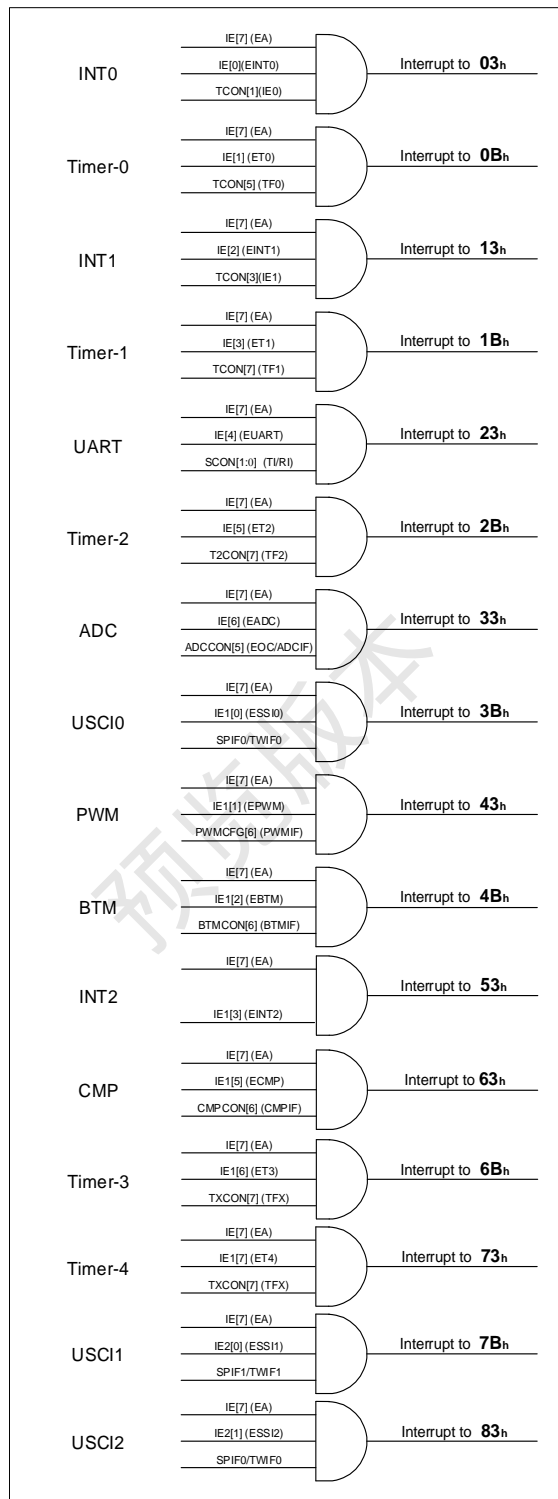 IE[7] (EA)
INT0
IE[0](EINT0)
TCON[1](IE0)
Interrupt to 03h
IE[7] (EA)
Timer-0
IE[1] (ET0)
TCON[5] (TF0)
Interrupt to 0Bh
IE[7] (EA)
INT1
IE[2] (EINT1)
TCON[3](IE1)
Interrupt to 13h
IE[7] (EA)
Timer-1
IE[3] (ET1)
TCON[7] (TF1)
Interrupt to 1Bh
IE[7] (EA)
UART
IE[4] (EUART)
SCON[1:0] (TI/RI)
Interrupt to 23h
IE[7] (EA)
Timer-2
IE[5] (ET2)
T2CON[7] (TF2)
Interrupt to 2Bh
IE[7] (EA)
ADC
IE[6] (EADC)
ADCCON[5] (EOC/ADCIF)
Interrupt to 33h
IE[7] (EA)
USCI0
IE1[0] (ESSI0)
SPIF0/TWIF0
Interrupt to 3Bh
IE[7] (EA)
PWM
IE1[1] (EPWM)
PWMCFG[6] (PWMIF)
Interrupt to 43h
IE[7] (EA)
BTM
IE1[2] (EBTM)
BTMCON[6] (BTMIF)
Interrupt to 4Bh
IE[7] (EA)
INT2
IE1[3] (EINT2)
Interrupt to 53h
IE[7] (EA)
CMP
IE1[5] (ECMP)
CMPCON[6] (CMPIF)
Interrupt to 63h
IE[7] (EA)
Timer-3
IE1[6] (ET3)
TXCON[7] (TFX)
Interrupt to 6Bh
IE[7] (EA)
Timer-4
IE1[7] (ET4)
TXCON[7] (TFX)
Interrupt to 73h
IE[7] (EA)
USCI1
IE2[0] (ESSI1)
SPIF1/TWIF1
Interrupt to 7Bh
IE[7] (EA)
USCI2
IE2[1] (ESSI2)
SPIF0/TWIF0
Interrupt to 83h
预览版本